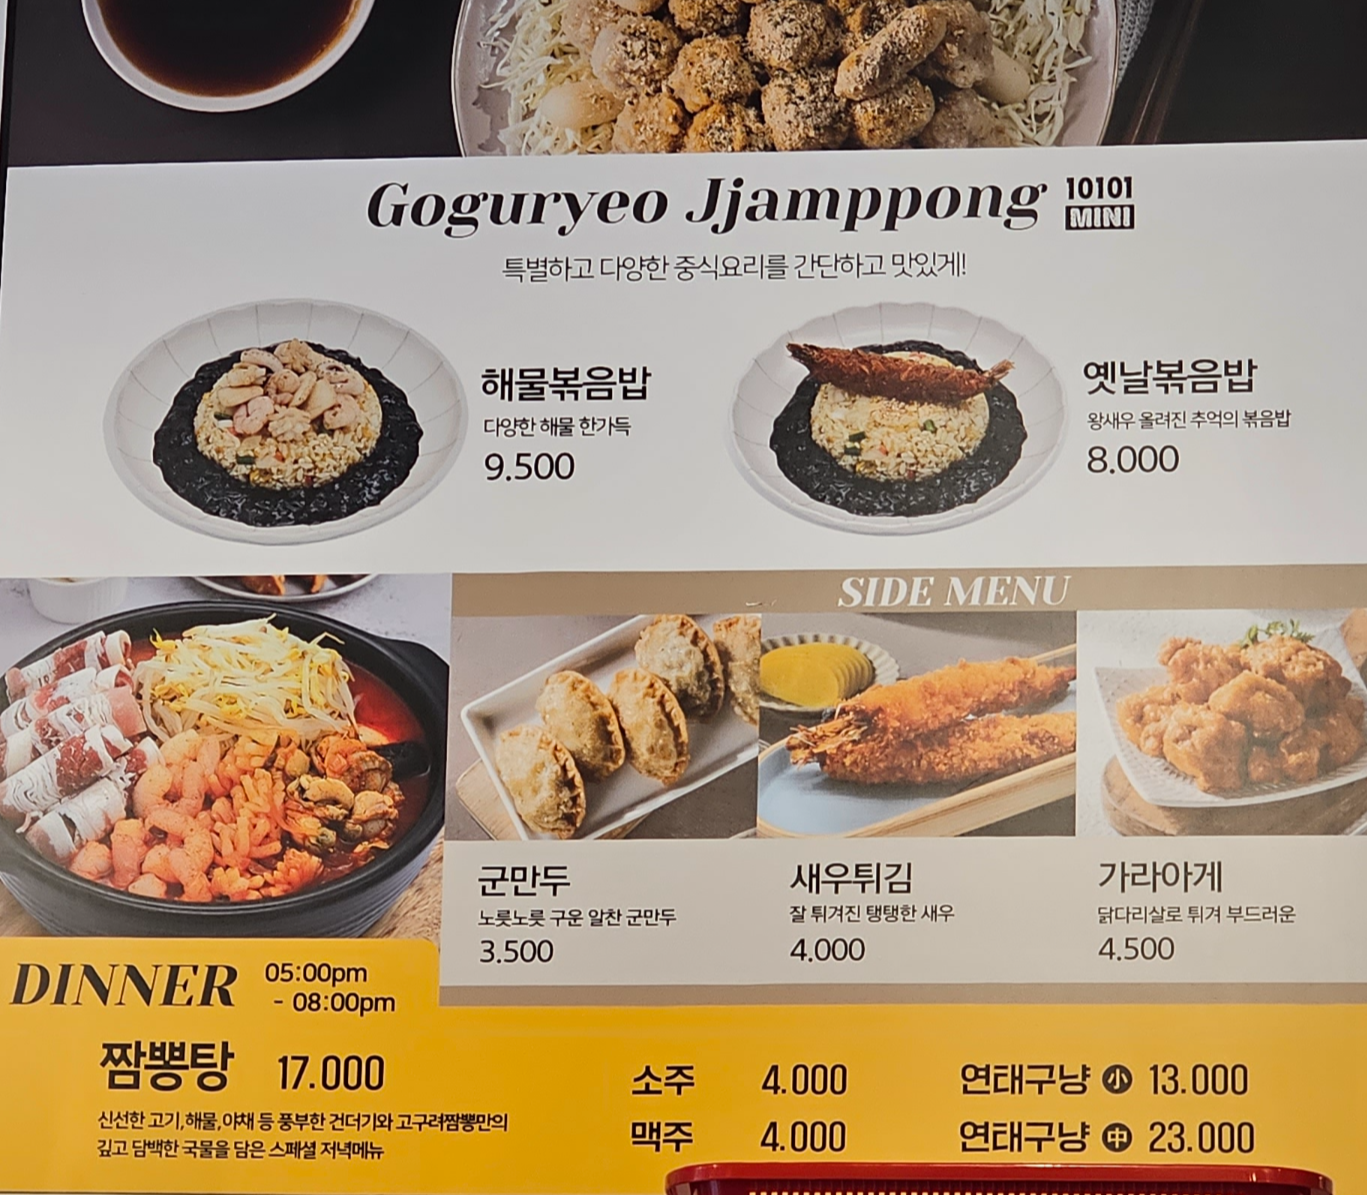 Goguryeo Jjamppong 10101 MINI
특별하고 다양한 중식요리를 간단하고 맛있게!
해물볶음밥
다양한 해물 한가득
9.500
옛날볶음밥
왕새우 올려진 추억의 볶음밥
8.000
SIDE MENU
군만두
노릇노릇 구운 알찬 군만두
3.500
새우튀김
잘 튀겨진 탱탱한 새우
4.000
가라아게
닭다리살로 튀겨 부드러운
4.500
DINNER 05:00pm
- 08:00pm
짬뽕탕 17.000
신선한 고기,해물,야채 등 풍부한 건더기와 고구려짬뽕만의
깊고 담백한 국물을 담은 스페셜 저녁메뉴
소주 4.000
맥주 4.000
연태구냥 小 13.000
연태구냥 中 23.000